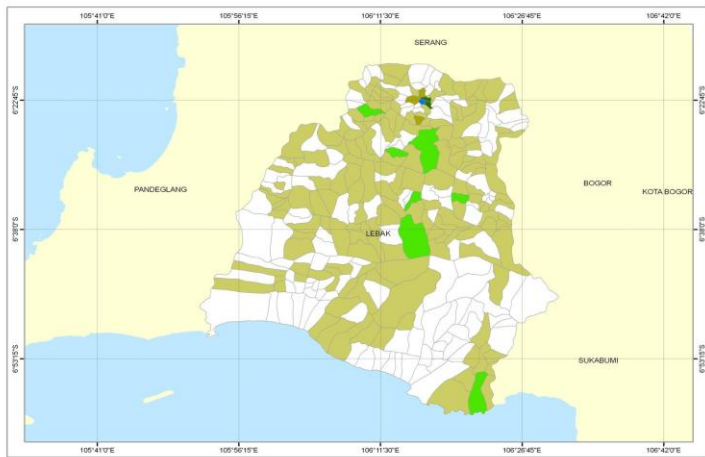 105°41'0"E 105°56'15"E 106°11'30"E 106°26'45"E 106°42'0"E
SERANG
6°22'45"S 6°22'45"S
BOGOR
PANDEGLANG KOTA BOGOR
6°38'0"S LEBAK 6°38'0"S
6°53'15"S SUKABUMI 6°53'15"S
105°41'0"E 105°56'15"E 106°11'30"E 106°26'45"E 106°42'0"E